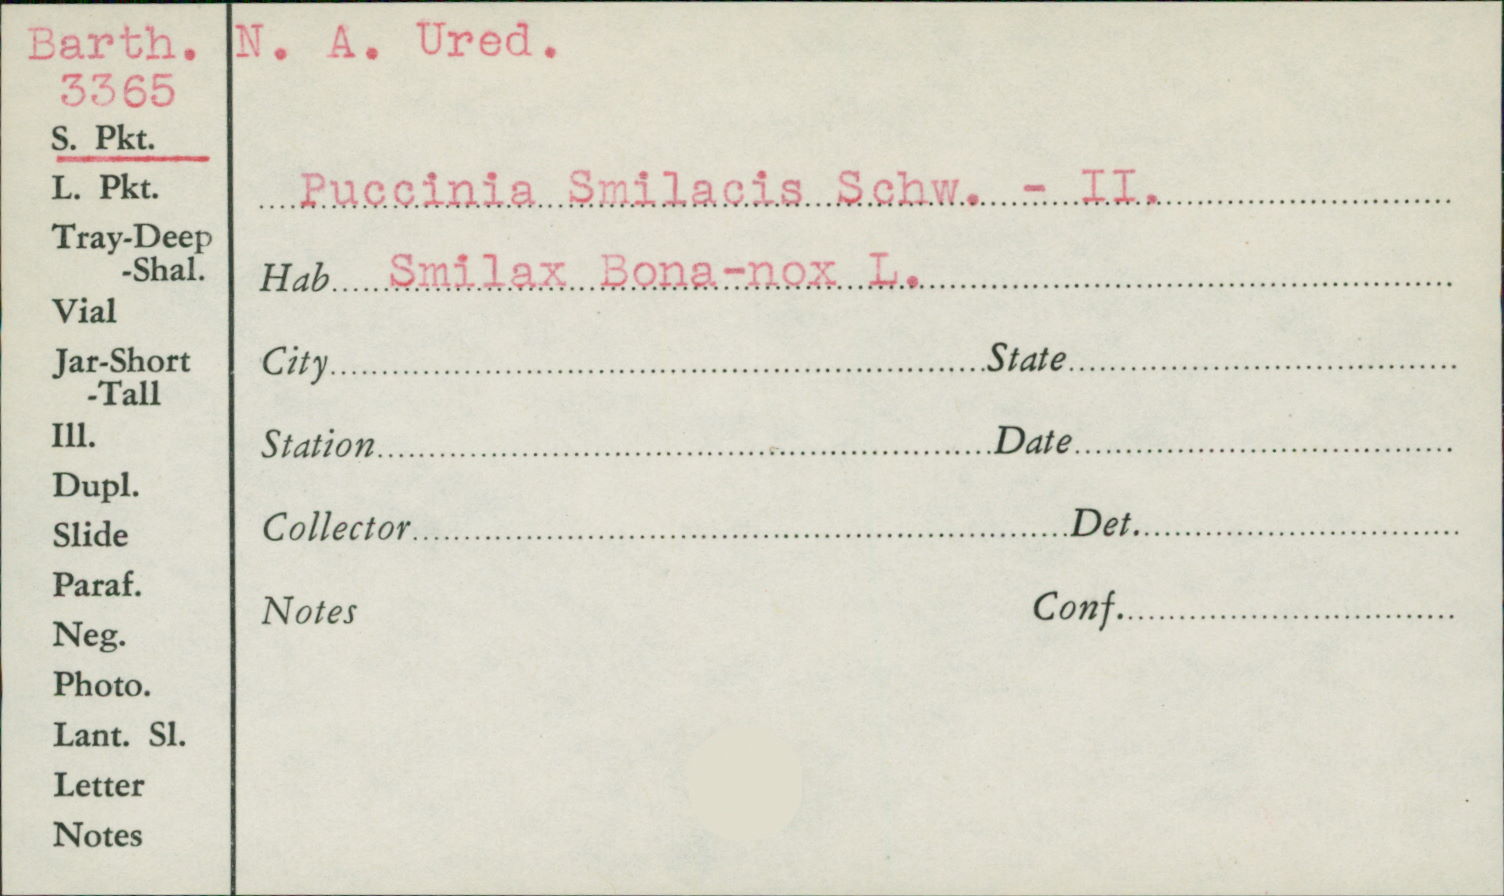 Barth. N. A. Ured.
3365
S. Pkt.
L. Pkt.
Tray-Deep
-Shal.
Vial
Jar-Short
-Tall
Ill.
Dupl.
Slide
Paraf.
Neg.
Photo.
Lant. Sl.
Letter
Notes
Puccinia Smilacis Schw. - II.
Hab. Smilax Bona-nox L.
City State
Station Date
Collector Det.
Notes Conf.